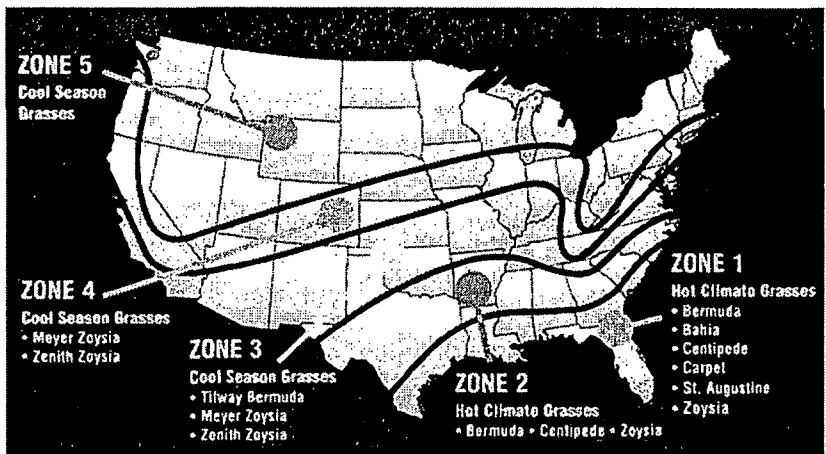 ZONE 5
Cool Season
Grasses
ZONE 4
Cool Season Grasses
• Meyer Zoysia
• Zenith Zoysia
ZONE 3
Cool Season Grasses
• Tifway Bermuda
• Meyer Zoysia
• Zenith Zoysia
ZONE 2
Hot Climate Grasses
• Bermuda • Centipede • Zoysia
ZONE 1
Hot Climate Grasses
• Bermuda
• Bahia
• Centipede
• Carpet
• St. Augustine
• Zoysia